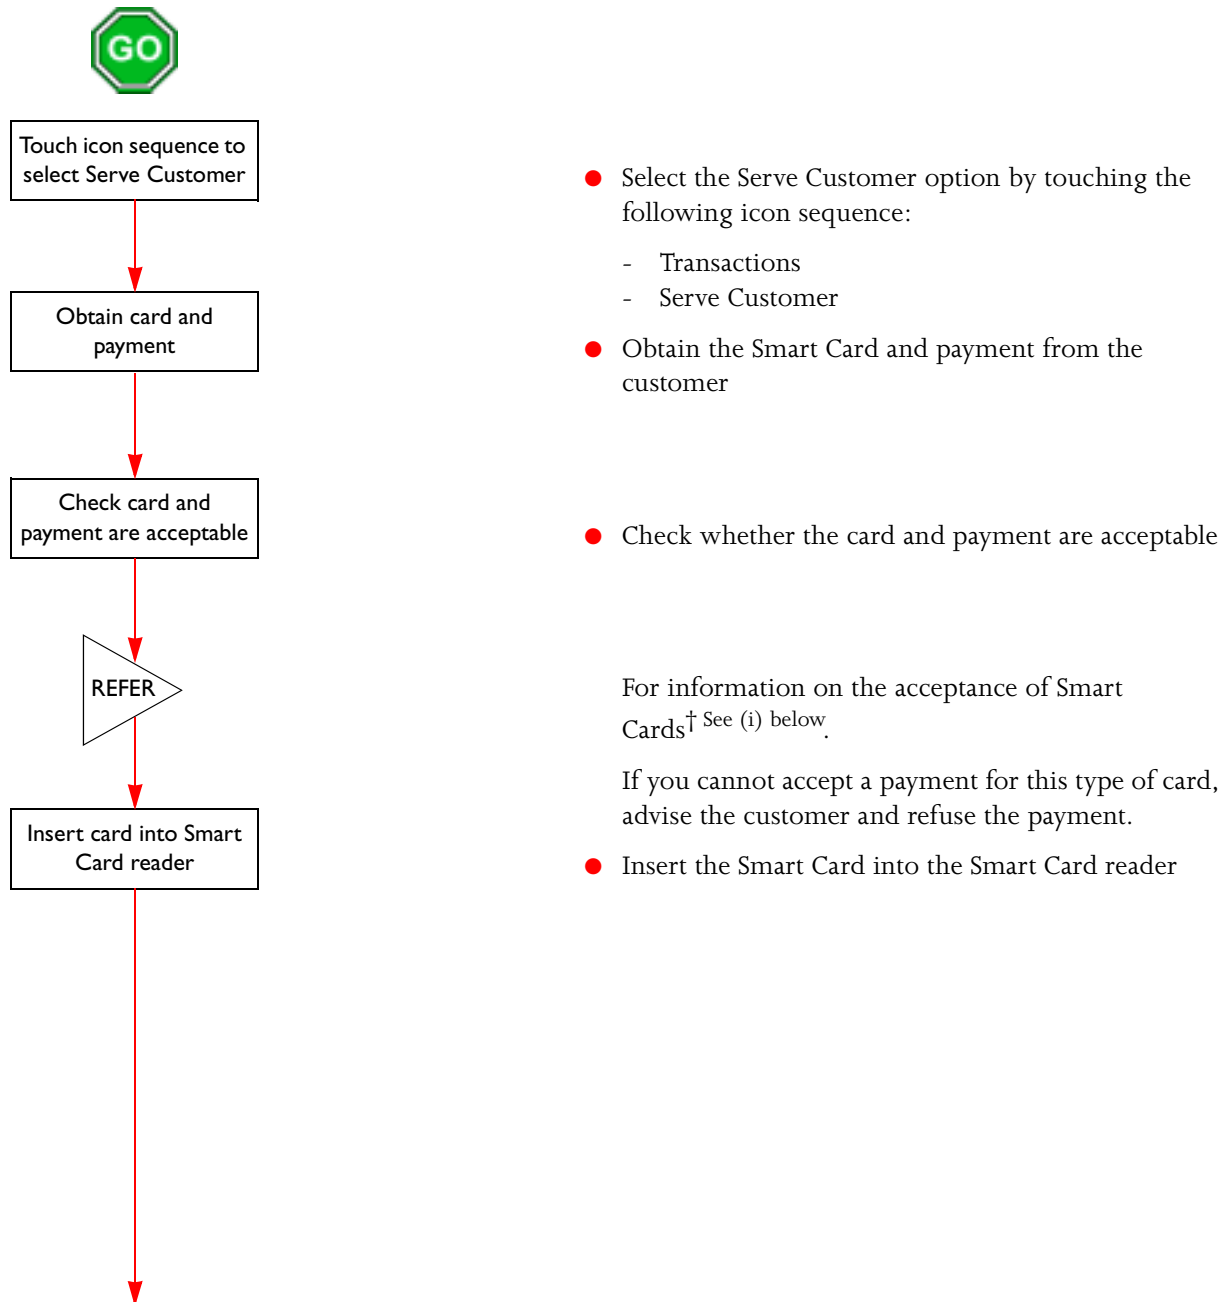 GO
Touch icon sequence to
select Serve Customer
● Select the Serve Customer option by touching the
following icon sequence:
- Transactions
- Serve Customer
Obtain card and
payment
● Obtain the Smart Card and payment from the
customer
Check card and
payment are acceptable
● Check whether the card and payment are acceptable
REFER
For information on the acceptance of Smart
Cards† See (i) below.
If you cannot accept a payment for this type of card,
advise the customer and refuse the payment.
Insert card into Smart
Card reader
● Insert the Smart Card into the Smart Card reader